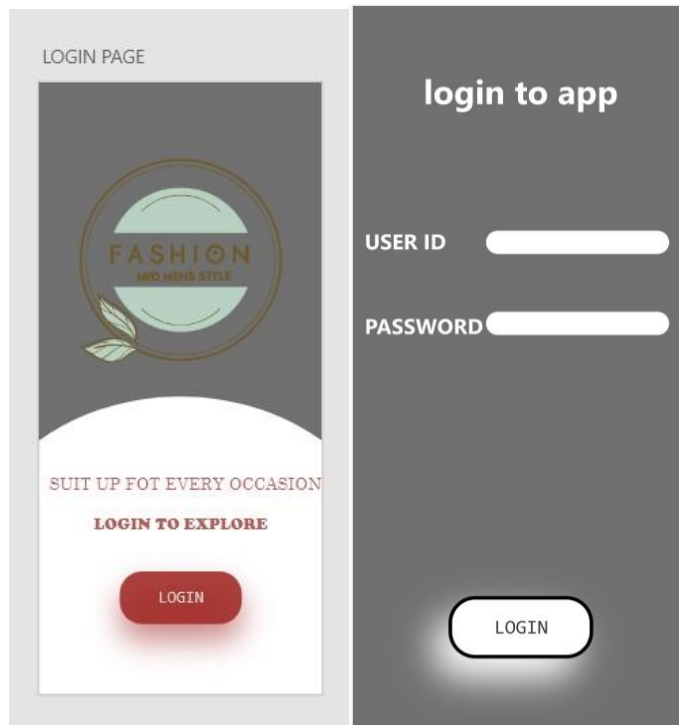 LOGIN PAGE
FASHION
MPD MENS STYLE
SUIT UP FOT EVERY OCCASION
LOGIN TO EXPLORE
LOGIN
login to app
USER ID
PASSWORD
LOGIN